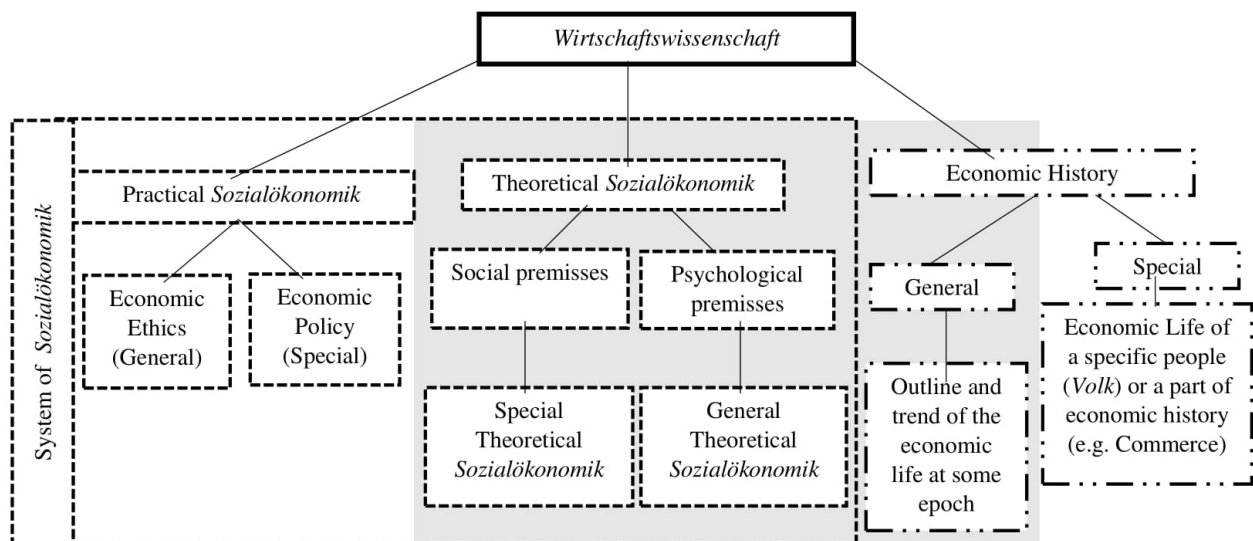 Wirtschaftswissenschaft
System of Sozialökonomik
Practical Sozialökonomik
Economic
Ethics
(General)
Economic
Policy
(Special)
Theoretical Sozialökonomik
Social premisses
Psychological
premisses
Special
Theoretical
Sozialökonomik
General
Theoretical
Sozialökonomik
Economic History
General
Outline and
trend of the
economic
life at some
epoch
Special
Economic Life of
a specific people
(Volk) or a part of
economic history
(e.g. Commerce)